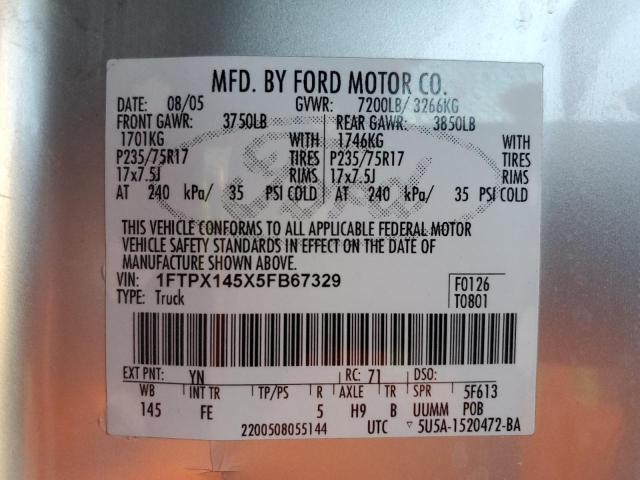 MFD. BY FORD MOTOR CO.
DATE: 08/05 GVWR: 7200LB/ 3266KG
FRONT GAWR: 3750LB REAR GAWR: 3850LB
1701KG WITH 1746KG WITH
P235/75R17 TIRES P235/75R17 TIRES
17x7.5J RIMS 17x7.5J RIMS
AT 240 kPa/ 35 PSI COLD AT 240 kPa/ 35 PSI COLD
THIS VEHICLE CONFORMS TO ALL APPLICABLE FEDERAL MOTOR
VEHICLE SAFETY STANDARDS IN EFFECT ON THE DATE OF
MANUFACTURE SHOWN ABOVE.
VIN: 1FTPX145X5FB67329 F0126
TYPE: Truck T0801
EXT PNT: YN RC: 71 DSO:
WB INT TR TP/PS R AXLE TR SPR 5F613
145 FE 5 H9 B UUMM POB
2200508055144 UTC ▽ 5U5A-1520472-BA